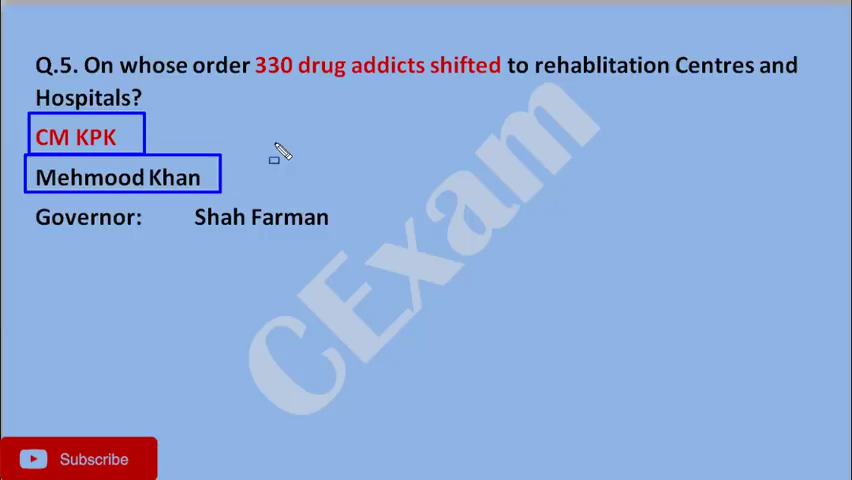 Q.5. On whose order 330 drug addicts shifted to rehablitation Centres and
Hospitals?
CM KPK
Mehmood Khan
Governor: Shah Farman
CExam
Subscribe